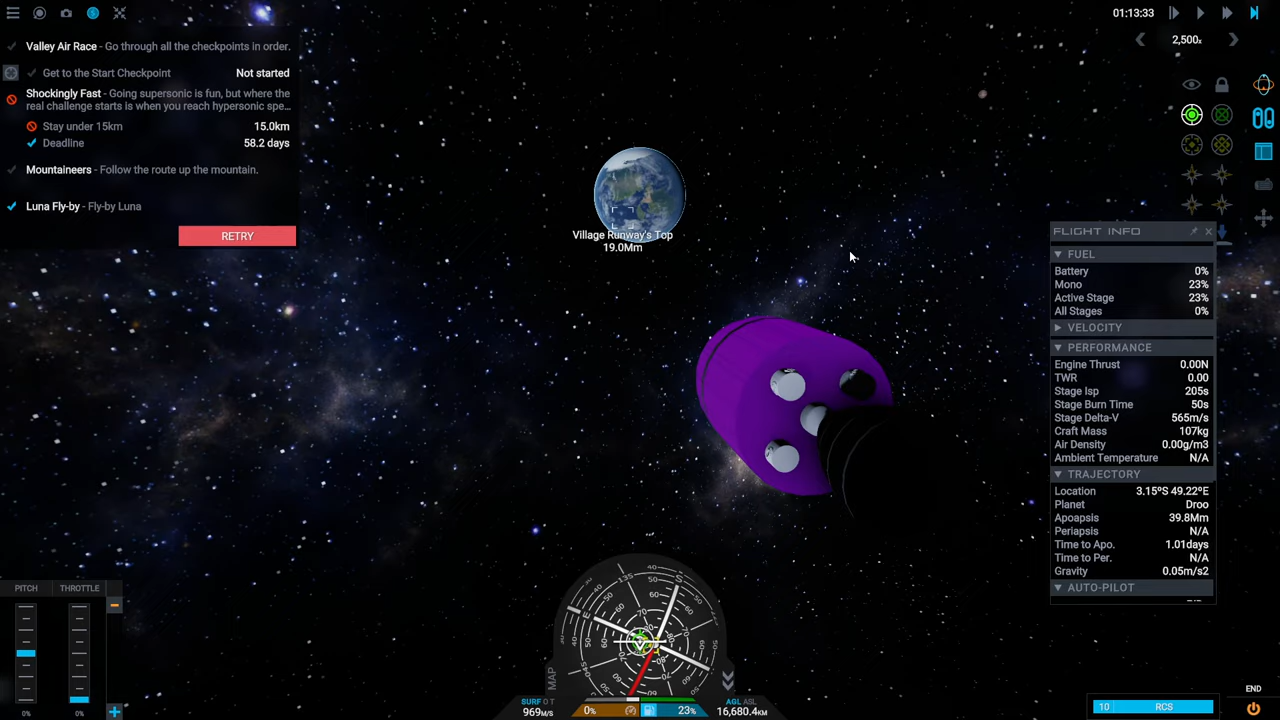 01:13:33
2,500x
Valley Air Race - Go through all the checkpoints in order.
Get to the Start Checkpoint Not started
Shockingly Fast - Going supersonic is fun, but where the
real challenge starts is when you reach hypersonic spe...
Stay under 15km 15.0km
Deadline 58.2 days
Mountaineers - Follow the route up the mountain.
Luna Fly-by - Fly-by Luna
RETRY
Village Runway's Top
19.0Mm
FLIGHT INFO
FUEL
Battery 0%
Mono 23%
Active Stage 23%
All Stages 0%
VELOCITY
PERFORMANCE
Engine Thrust 0.00N
TWR 0.00
Stage Isp 205s
Stage Burn Time 50s
Stage Delta-V 565m/s
Craft Mass 107kg
Air Density 0.00g/m3
Ambient Temperature N/A
TRAJECTORY
Location 3.15ºS 49.22ºE
Planet Droo
Apoapsis 39.8Mm
Periapsis N/A
Time to Apo. 1.01days
Time to Per. N/A
Gravity 0.05m/s2
AUTO-PILOT
PITCH THROTTLE
0% 0%
MAP
SURF O T
969M/S
0%
23%
AGL ASL
16,680.4KM
10 RCS
END